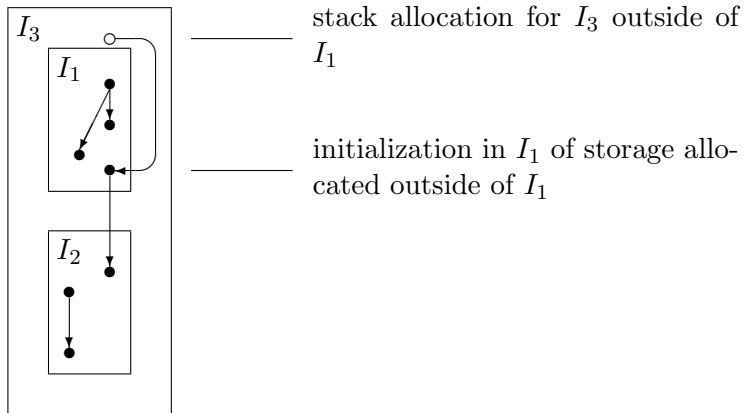 I₃
stack allocation for I₃ outside of
I₁
I₁
initialization in I₁ of storage allo-
cated outside of I₁
I₂